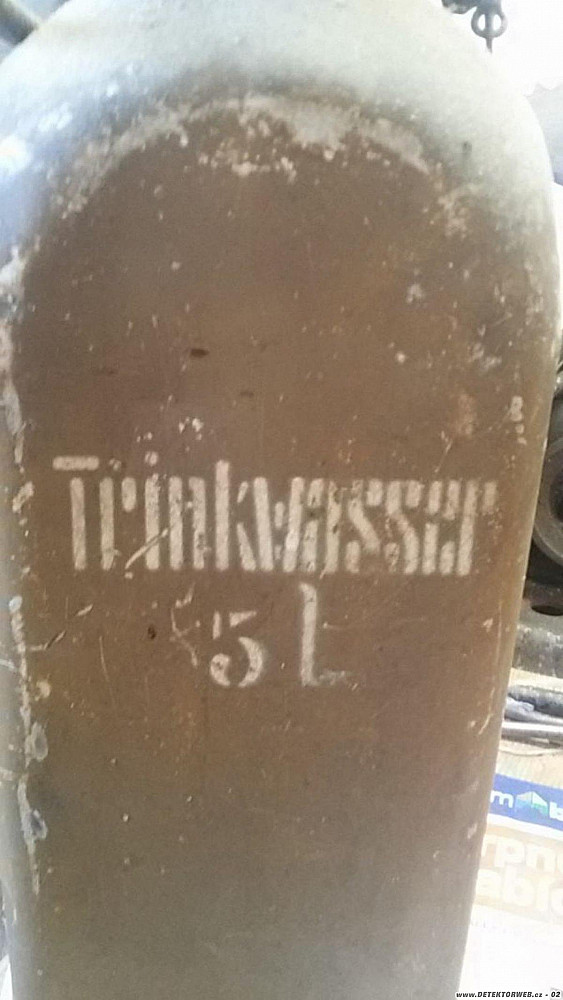 Trinkwasser
5 L
www.DETEKTORWEB.cz - 02